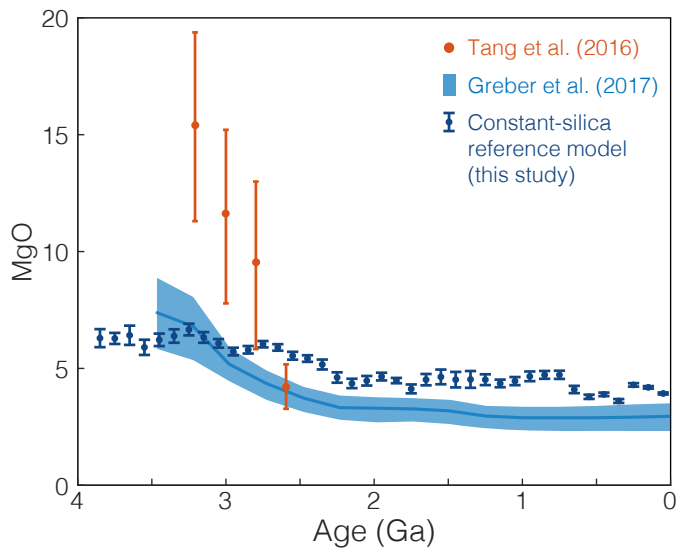 20
15
10
5
0
MgO
Tang et al. (2016)
Greber et al. (2017)
Constant-silica
reference model
(this study)
4
3
2
1
0
Age (Ga)